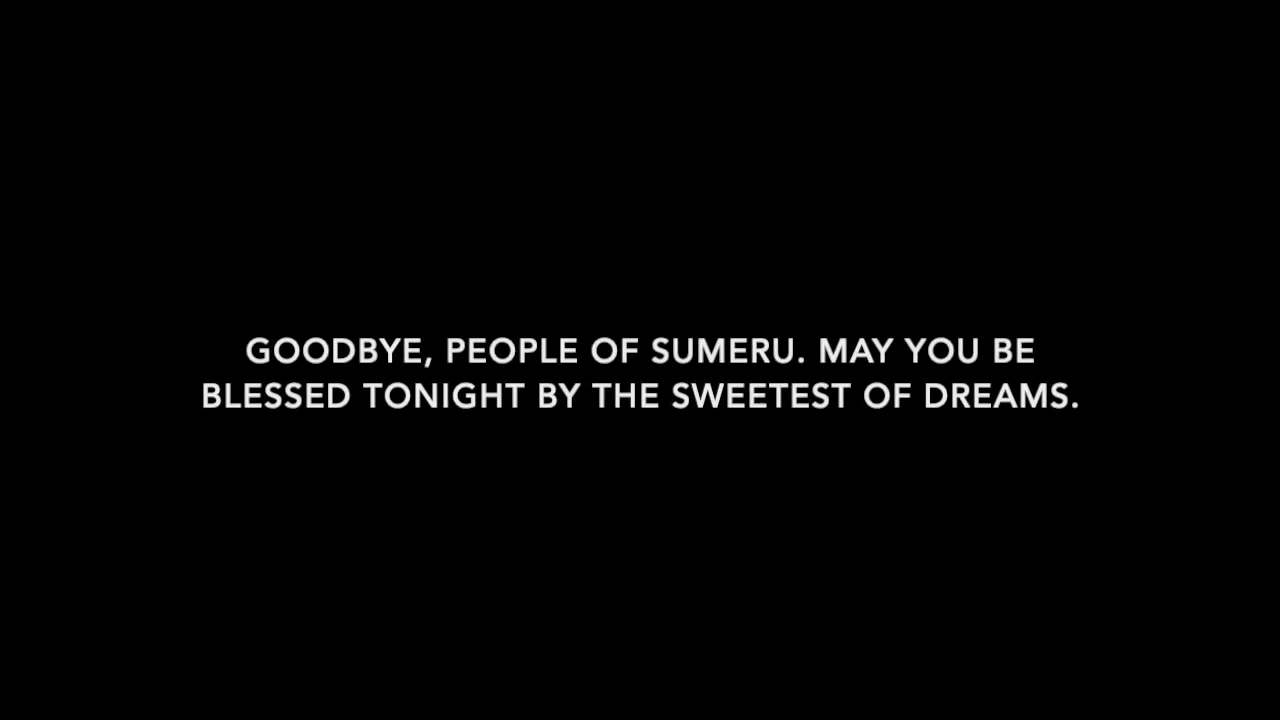 GOODBYE, PEOPLE OF SUMERU. MAY YOU BE
BLESSED TONIGHT BY THE SWEETEST OF DREAMS.